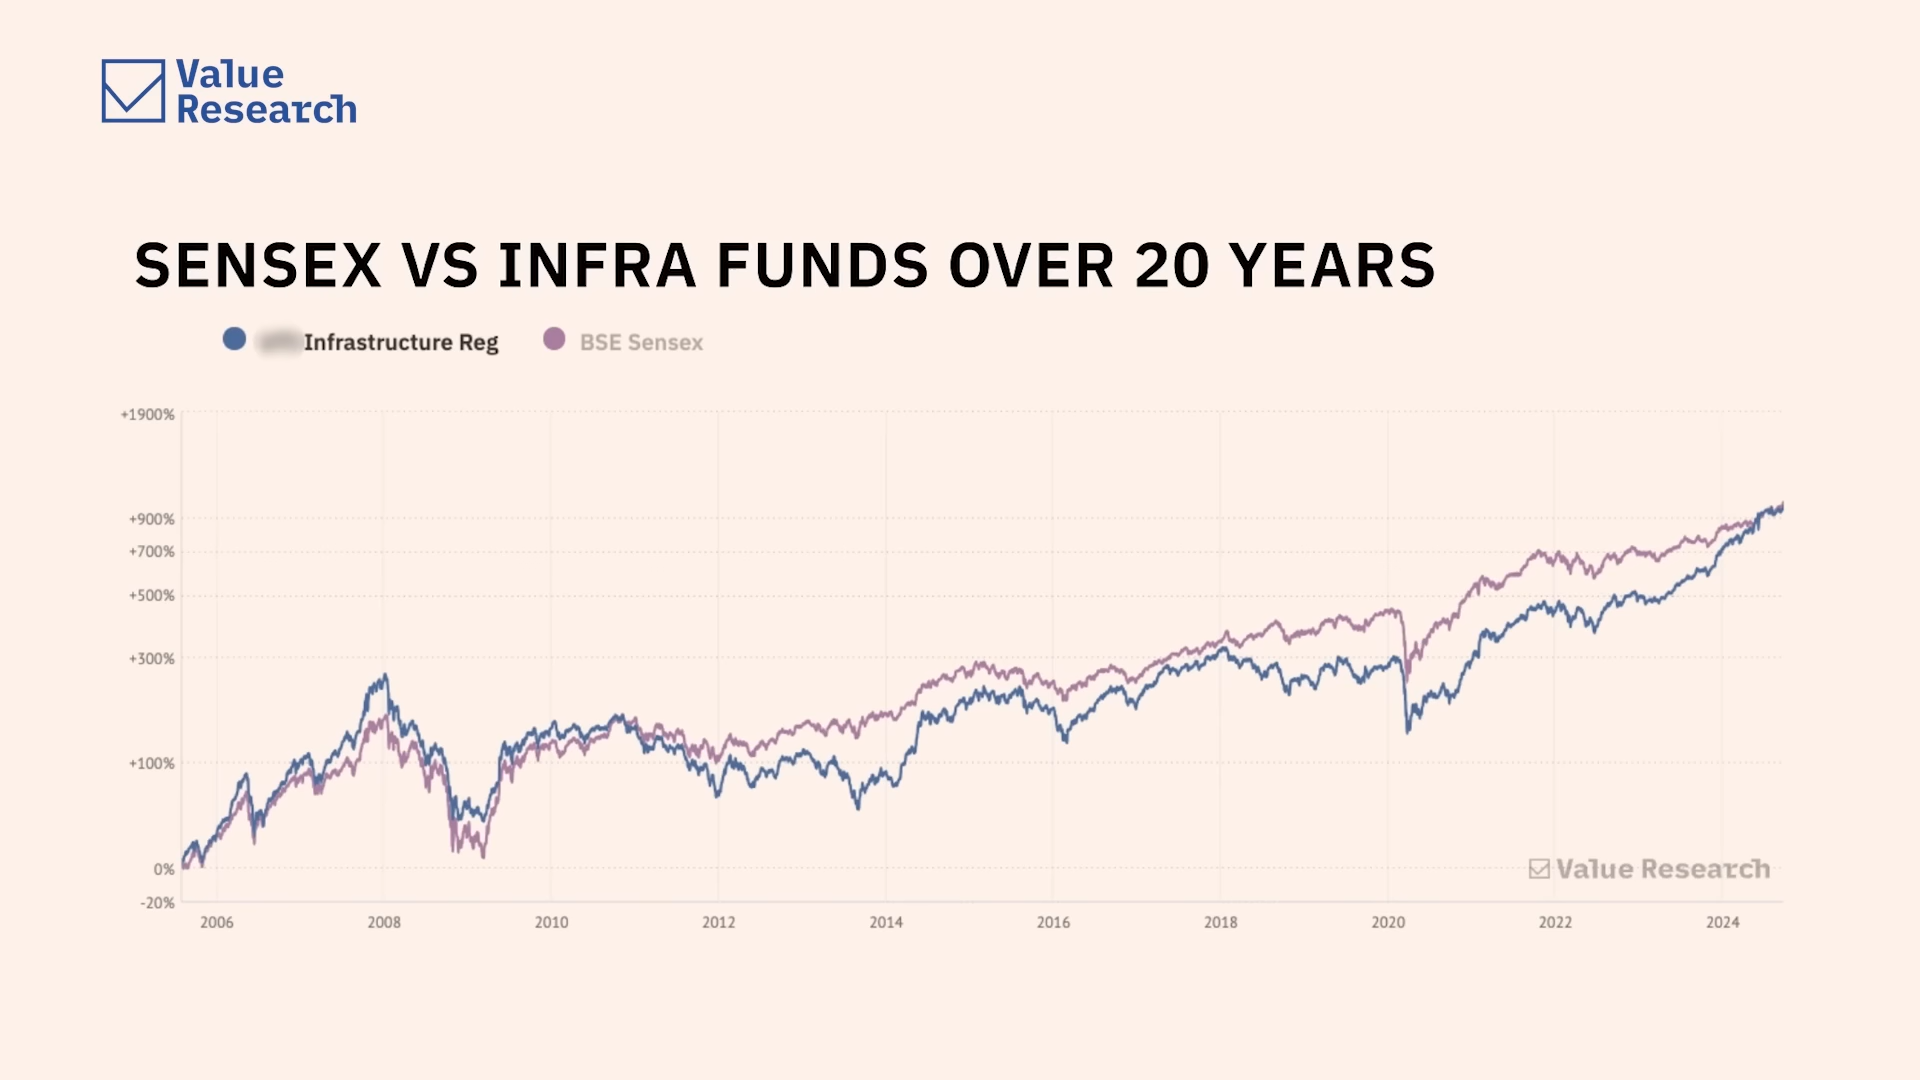 Value
Research
SENSEX VS INFRA FUNDS OVER 20 YEARS
Infrastructure Reg BSE Sensex
+1900%
+900%
+700%
+500%
+300%
+100%
0%
Value Research
-20%
2006 2008 2010 2012 2014 2016 2018 2020 2022 2024